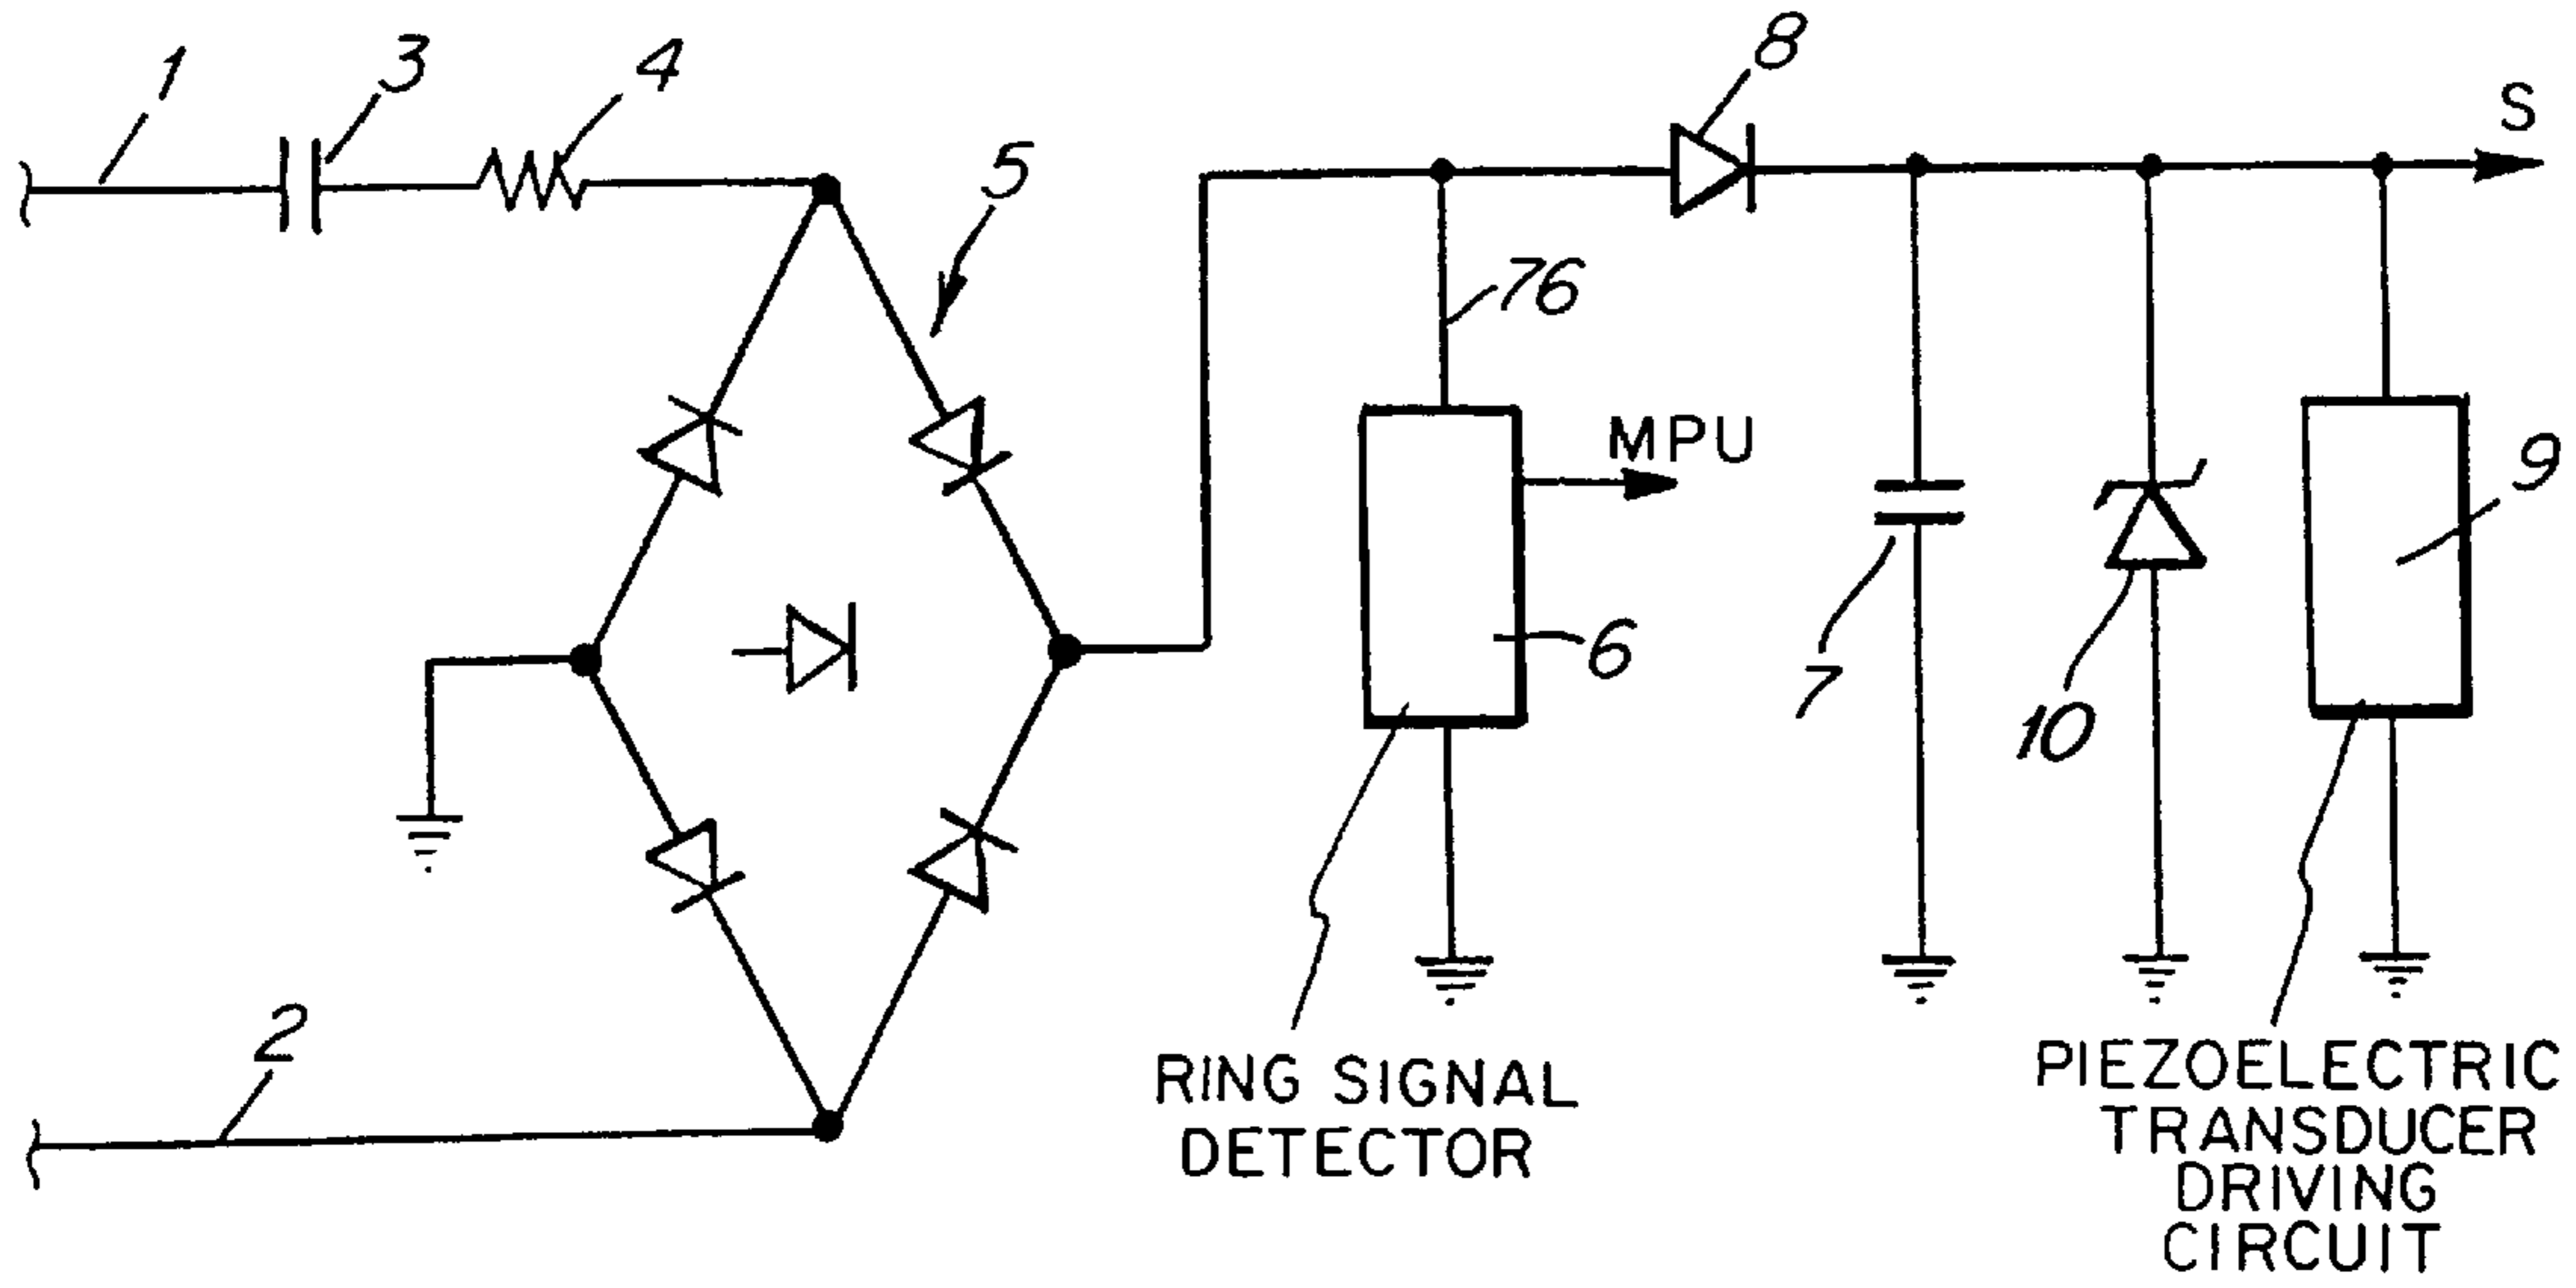 1
3
4
5
8
S
76
MPU
9
6
7
10
2
RING SIGNAL
DETECTOR
PIEZOELECTRIC
TRANSDUCER
DRIVING
CIRCUIT